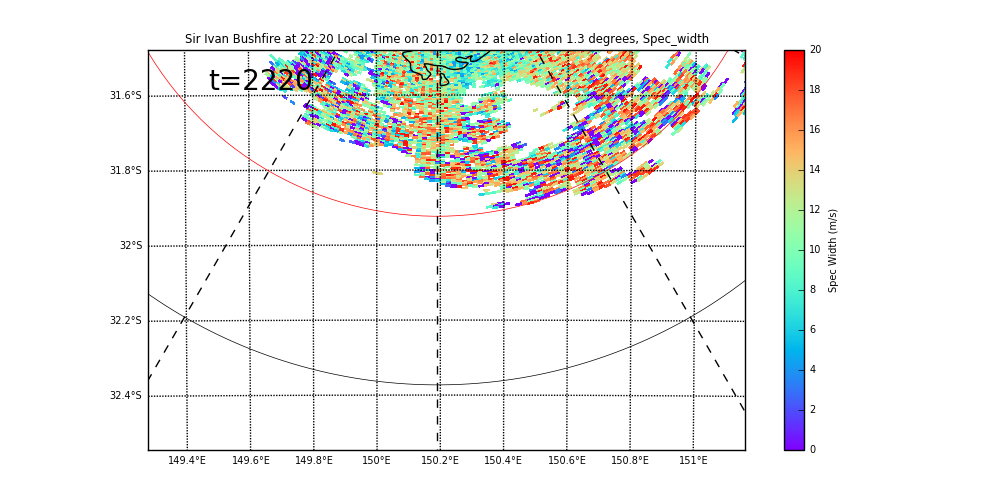 Sir Ivan Bushfire at 22:20 Local Time on 2017 02 12 at elevation 1.3 degrees, Spec_width
t=2220
31.6°S
31.8°S
32°S
32.2°S
32.4°S
149.4°E 149.6°E 149.8°E 150°E 150.2°E 150.4°E 150.6°E 150.8°E 151°E
20
18
16
14
12
10
8
6
4
2
0
Spec Width (m/s)